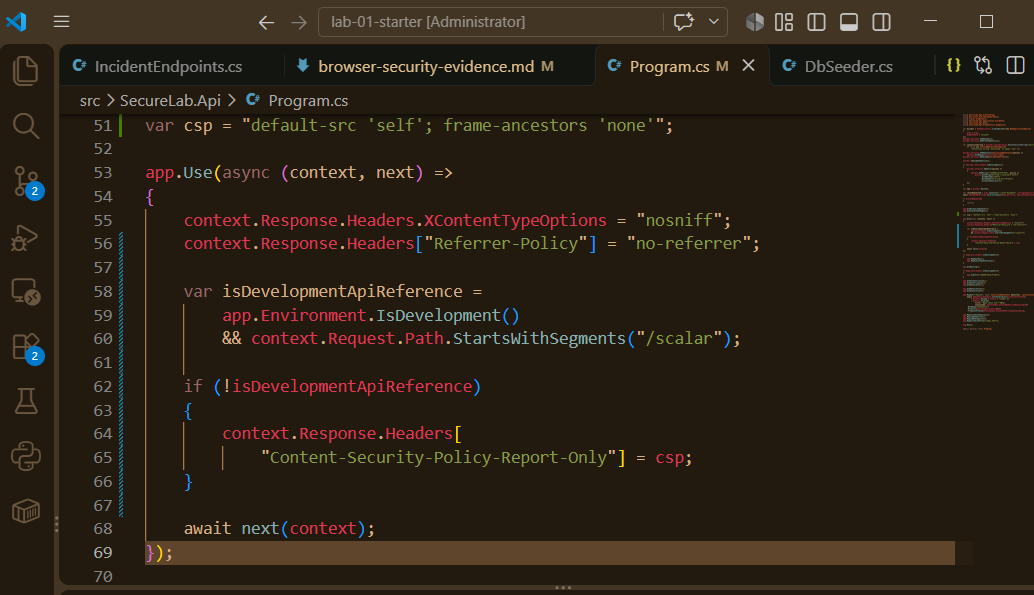 lab-01-starter [Administrator]
IncidentEndpoints.cs
browser-security-evidence.md M
Program.cs M
DbSeeder.cs
src > SecureLab.Api > Program.cs
51 var csp = "default-src 'self'; frame-ancestors 'none'";
52
53 app.Use(async (context, next) =>
54 {
55 context.Response.Headers.XContentTypeOptions = "nosniff";
56 context.Response.Headers["Referrer-Policy"] = "no-referrer";
57
58 var isDevelopmentApiReference =
59 app.Environment.IsDevelopment()
60 && context.Request.Path.StartsWithSegments("/scalar");
61
62 if (!isDevelopmentApiReference)
63 {
64 context.Response.Headers[
65 "Content-Security-Policy-Report-Only"] = csp;
66 }
67
68 await next(context);
69 });
70
2
2